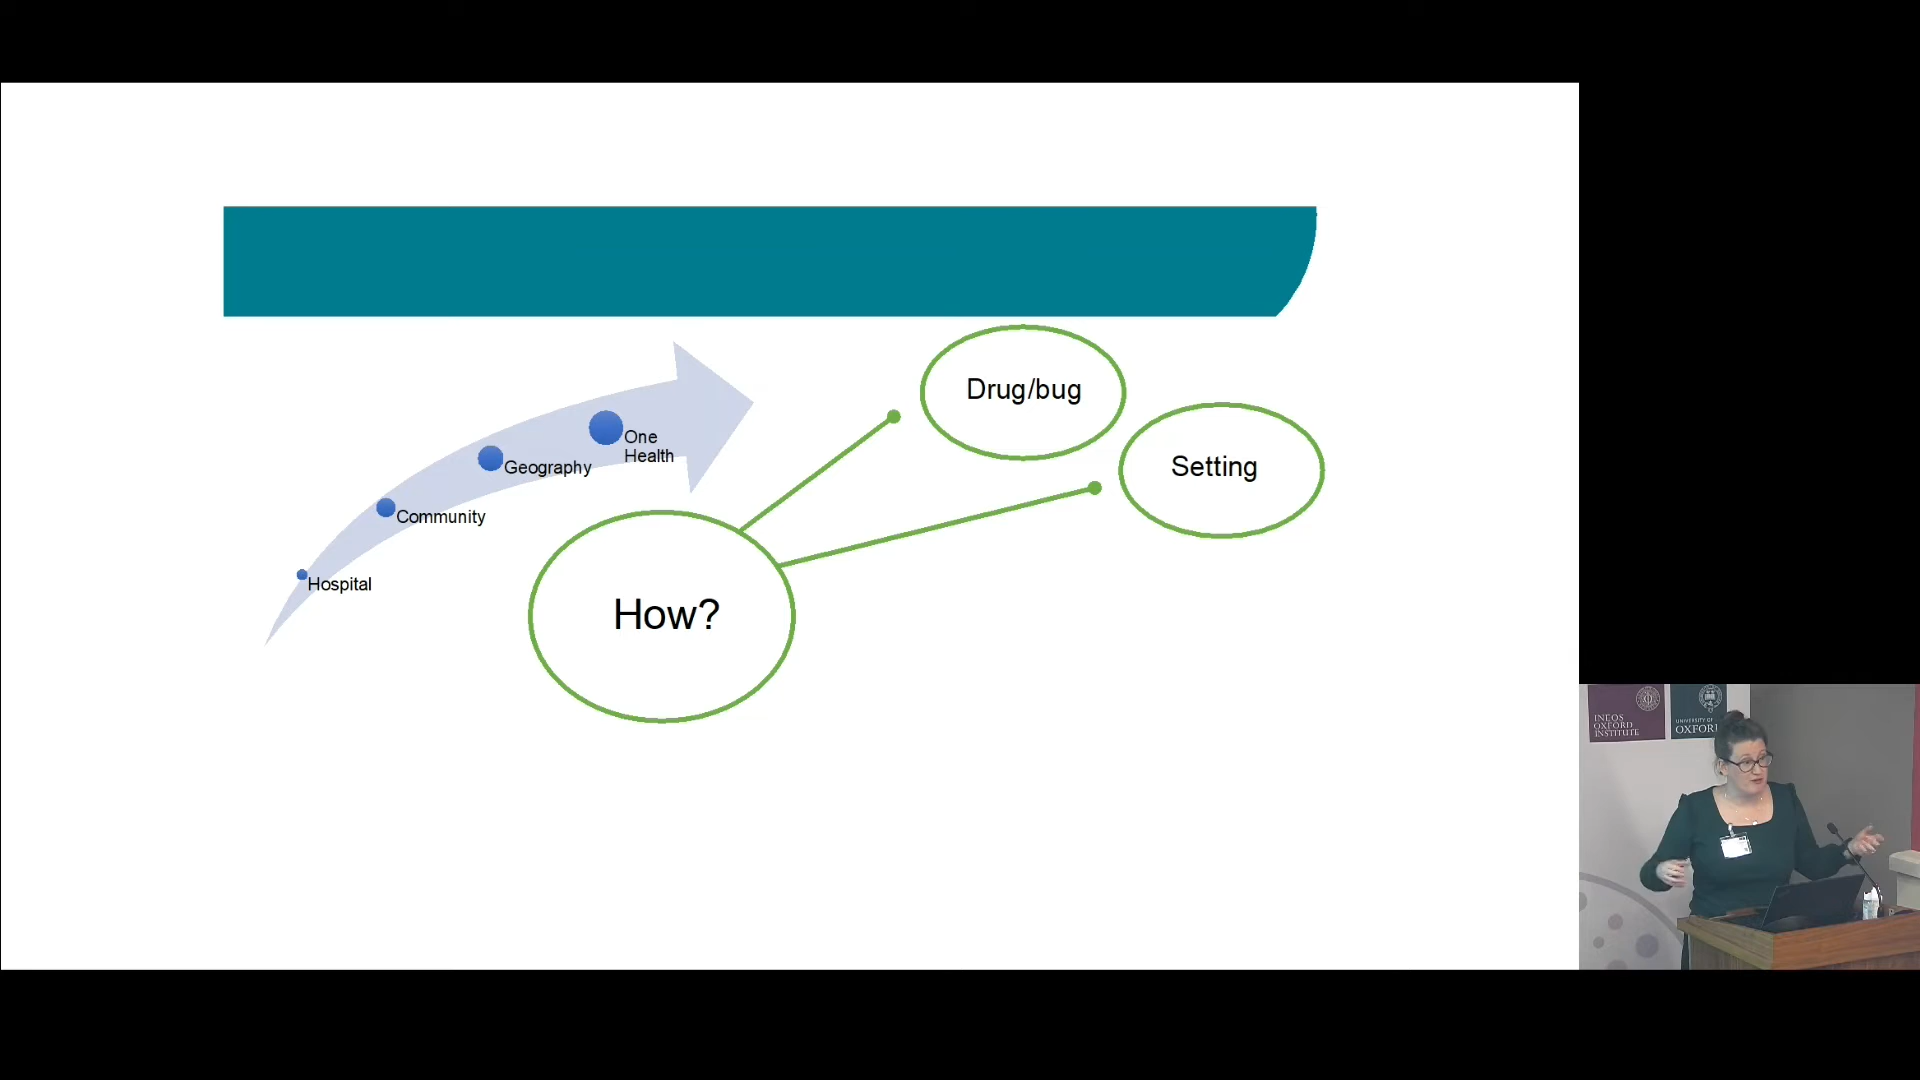 Drug/bug
Setting
One
Health
Geography
Community
Hospital
How?
INEOS
OXFORD
INSTITUTE
UNIVERSITY OF
OXFORD